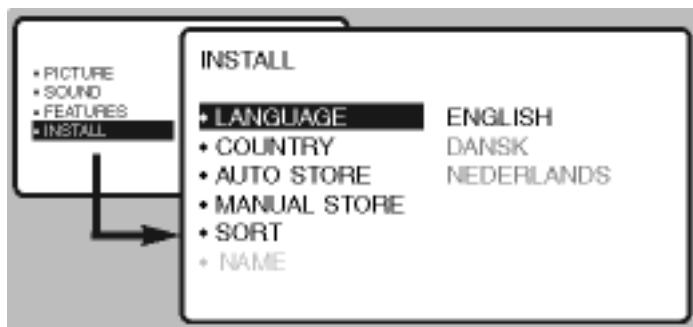 • PICTURE
• SOUND
• FEATURES
• INSTALL
INSTALL
• LANGUAGE ENGLISH
• COUNTRY DANSK
• AUTO STORE NEDERLANDS
• MANUAL STORE
• SORT
• NAME